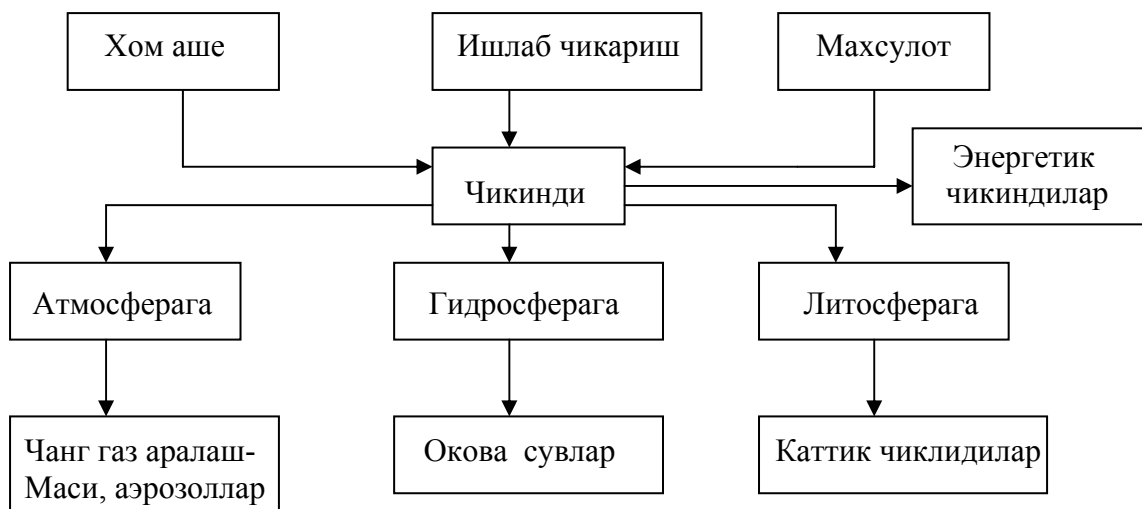 Хом аше
Ишлаб чикариш
Махсулот
Энергетик
чикиндилар
Чикинди
Атмосферага
Гидросферага
Литосферага
Чанг газ аралаш-
Маси, аэрозоллар
Окова сувлар
Каттик чиклидилар